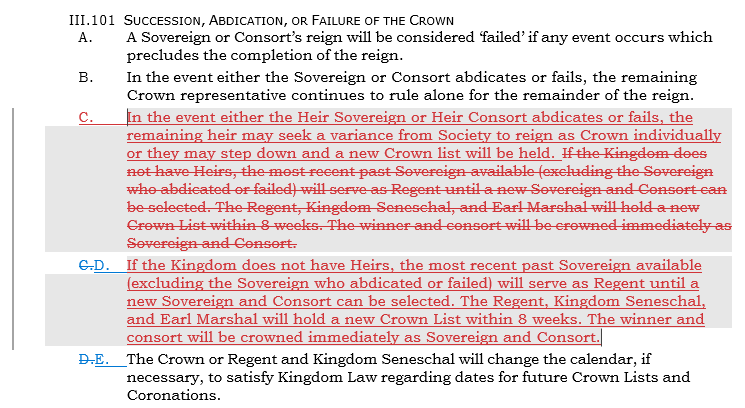 III.101 SUCCESSION, ABDICATION, OR FAILURE OF THE CROWN
A. A Sovereign or Consort's reign will be considered 'failed' if any event occurs which
precludes the completion of the reign.
B. In the event either the Sovereign or Consort abdicates or fails, the remaining
Crown representative continues to rule alone for the remainder of the reign.
C. In the event either the Heir Sovereign or Heir Consort abdicates or fails, the
remaining heir may seek a variance from Society to reign as Crown individually
or they may step down and a new Crown list will be held. If the Kingdom does
not have Heirs, the most recent past Sovereign available (excluding the Sovereign
who abdicated or failed) will serve as Regent until a new Sovereign and Consort can
be selected. The Regent, Kingdom Seneschal, and Earl Marshal will hold a new
Crown List within 8 weeks. The winner and consort will be crowned immediately as
Sovereign and Consort.
C.D. If the Kingdom does not have Heirs, the most recent past Sovereign available
(excluding the Sovereign who abdicated or failed) will serve as Regent until a
new Sovereign and Consort can be selected. The Regent, Kingdom Seneschal,
and Earl Marshal will hold a new Crown List within 8 weeks. The winner and
consort will be crowned immediately as Sovereign and Consort.
D.E. The Crown or Regent and Kingdom Seneschal will change the calendar, if
necessary, to satisfy Kingdom Law regarding dates for future Crown Lists and
Coronations.